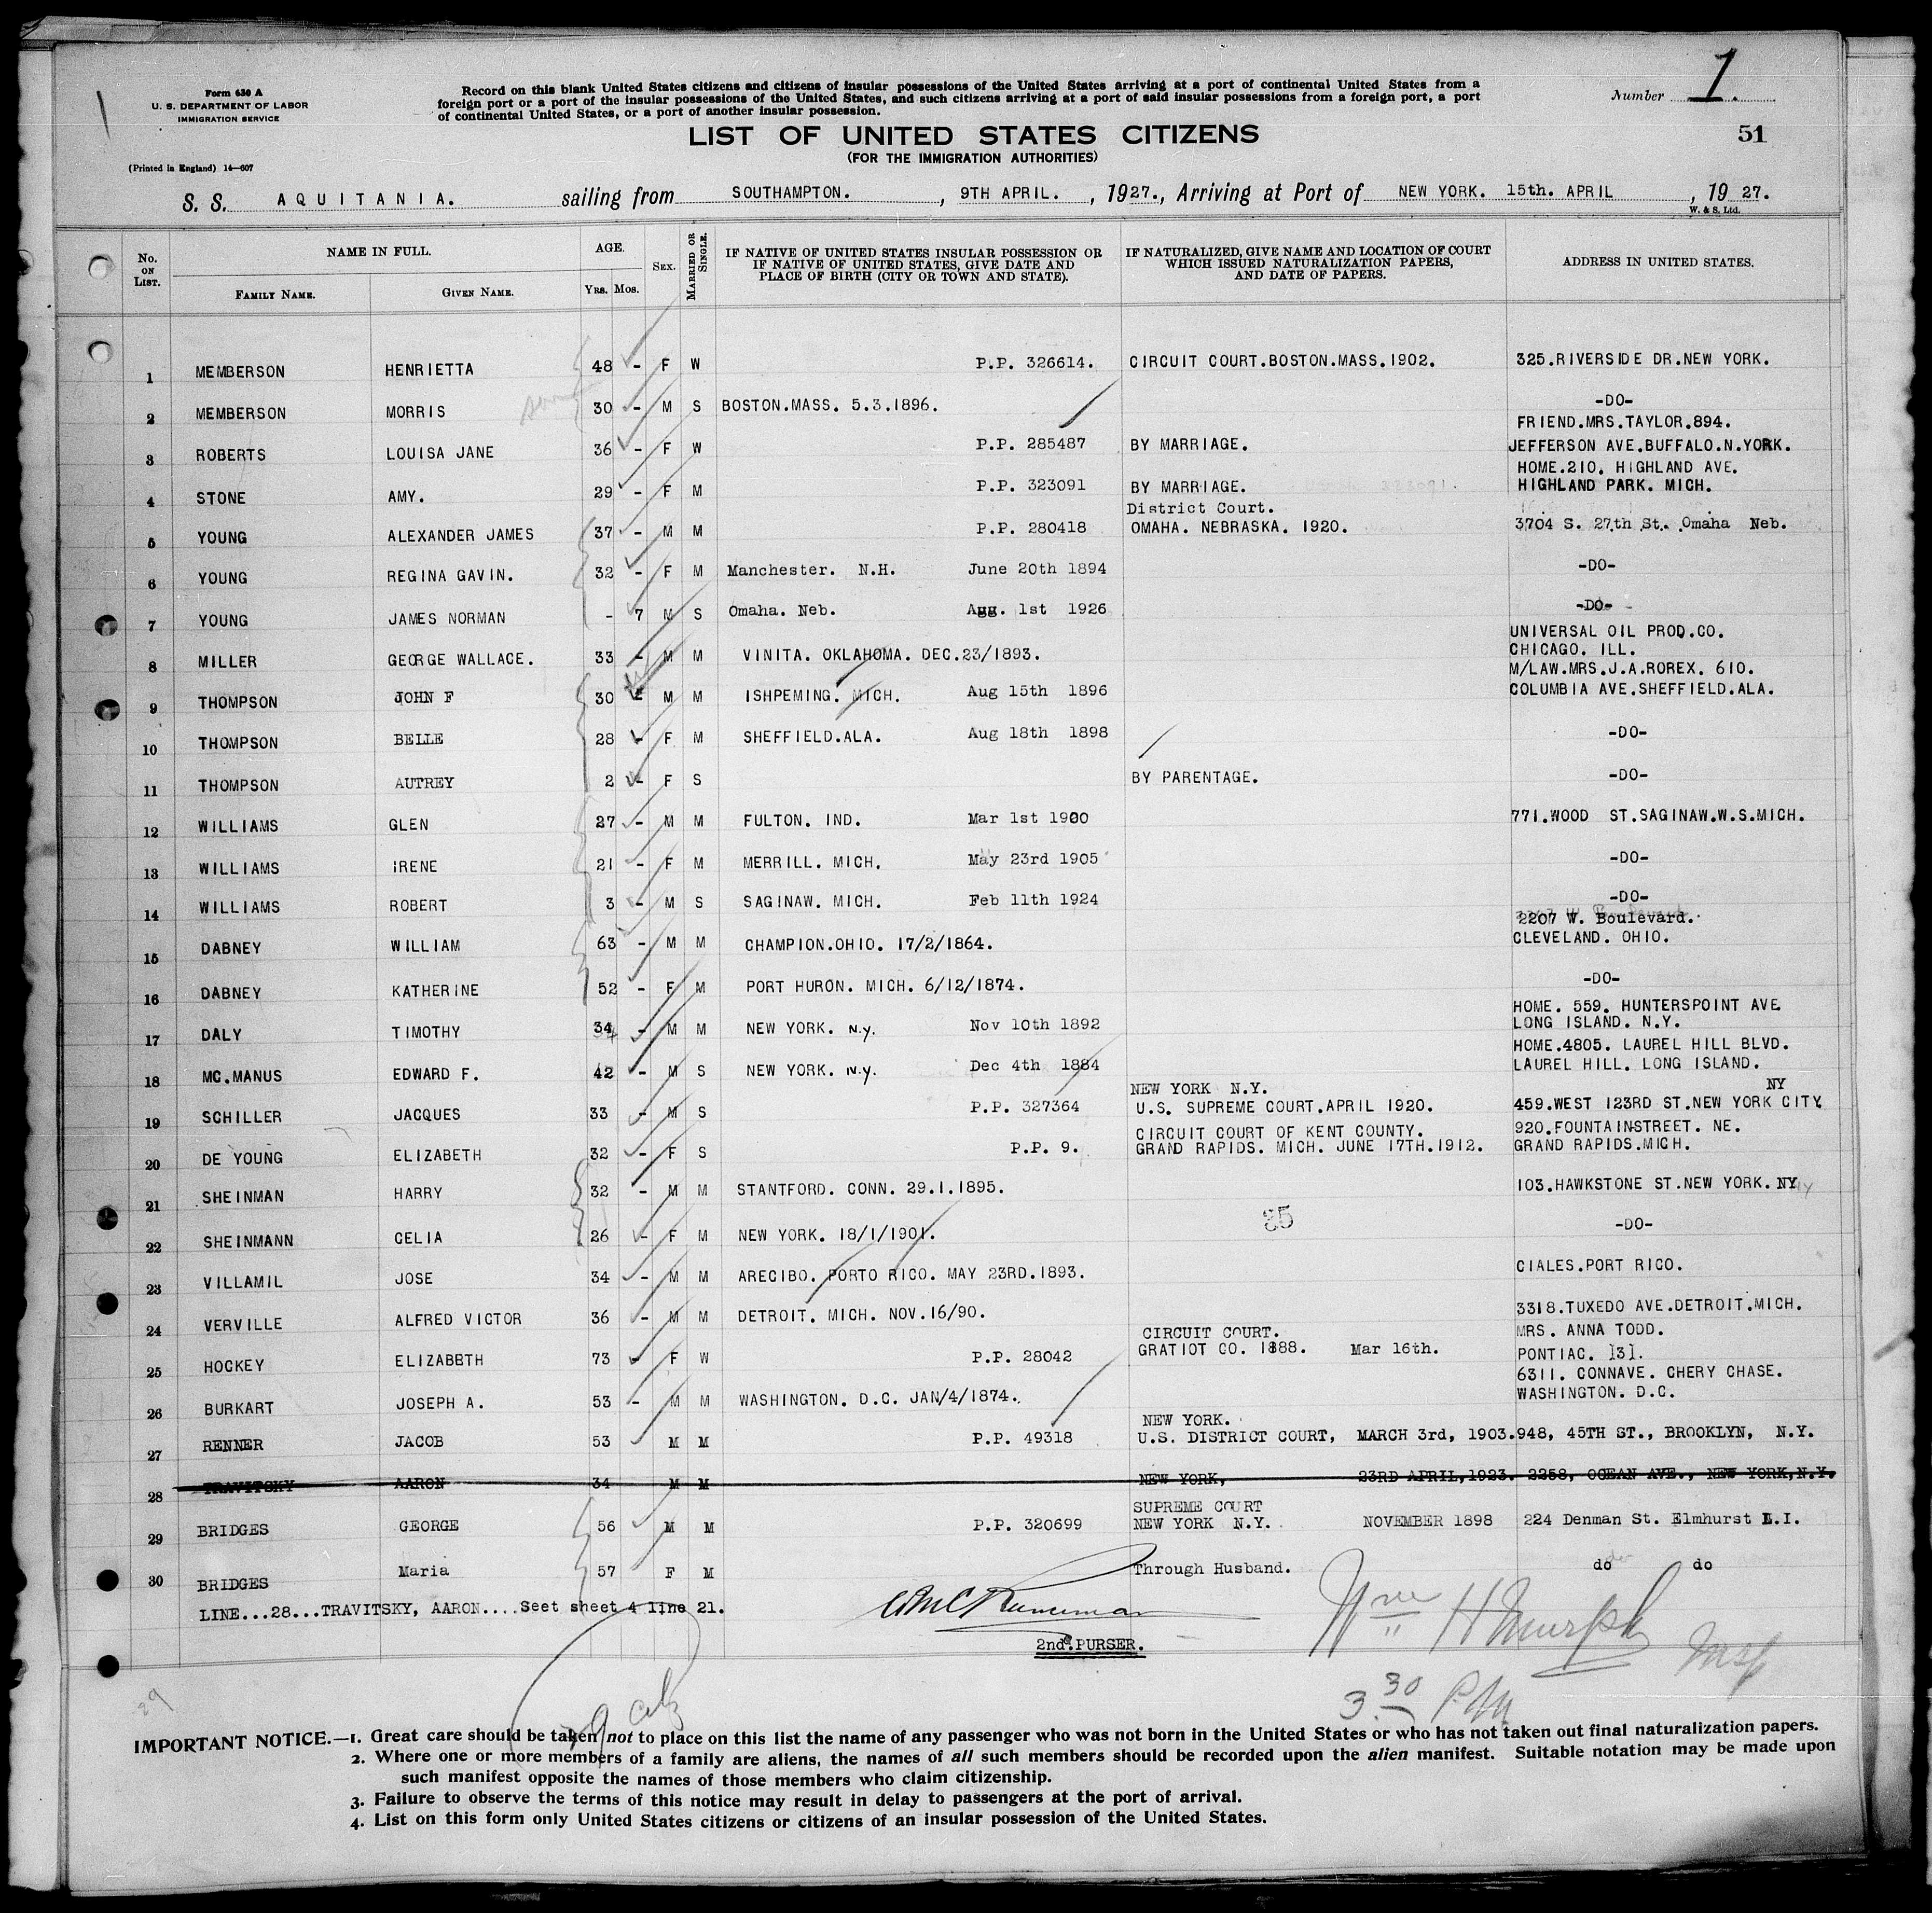 Form 630 A
U. S. DEPARTMENT OF LABOR
IMMIGRATION SERVICE
(Printed in England) 14—607
Record on this blank United States citizens and citizens of insular possessions of the United States arriving at a port of continental United States from a
foreign port or a port of the insular possessions of the United States, and such citizens arriving at a port of said insular possessions from a foreign port, a port
of continental United States, or a port of another insular possession.
Number 1.
LIST OF UNITED STATES CITIZENS
51
(FOR THE IMMIGRATION AUTHORITIES)
S. S. AQUITANIA. sailing from SOUTHAMPTON. , 9TH APRIL. , 1927., Arriving at Port of NEW YORK. 15th. APRIL , 1927.
W. & S. Ltd.
No. ON LIST.
NAME IN FULL.
FAMILY NAME. GIVEN NAME.
AGE.
YRS. MOS.
SEX.
MARRIED OR SINGLE.
IF NATIVE OF UNITED STATES INSULAR POSSESSION OR
IF NATIVE OF UNITED STATES, GIVE DATE AND
PLACE OF BIRTH (CITY OR TOWN AND STATE).
IF NATURALIZED, GIVE NAME AND LOCATION OF COURT
WHICH ISSUED NATURALIZATION PAPERS,
AND DATE OF PAPERS.
ADDRESS IN UNITED STATES.
1 MEMBERSON HENRIETTA 48 - F W P.P. 326614. CIRCUIT COURT.BOSTON.MASS.1902. 325.RIVERSIDE DR.NEW YORK.
2 MEMBERSON MORRIS 30 - M S BOSTON.MASS. 5.3.1896. -DO-
FRIEND.MRS.TAYLOR.894.
3 ROBERTS LOUISA JANE 36 - F W P.P. 285487 BY MARRIAGE. JEFFERSON AVE.BUFFALO.N.YORK.
HOME.210. HIGHLAND AVE.
4 STONE AMY. 29 - F M P.P. 323091 BY MARRIAGE. HIGHLAND PARK. MICH.
District Court.
5 YOUNG ALEXANDER JAMES 37 - M M P.P. 280418 OMAHA. NEBRASKA. 1920. 3704 S. 27th St. Omaha Neb.
6 YOUNG REGINA GAVIN. 32 - F M Manchester. N.H. June 20th 1894 -DO-
7 YOUNG JAMES NORMAN - 7 M S Omaha. Neb. Aug. 1st 1926 -DO-
UNIVERSAL OIL PROD.CO.
8 MILLER GEORGE WALLACE. 33 - M M VINITA. OKLAHOMA. DEC.23/1893. CHICAGO. ILL.
M/LAW.MRS.J.A.ROREX. 610.
9 THOMPSON JOHN F 30 - M M ISHPEMING. MICH. Aug 15th 1896 COLUMBIA AVE.SHEFFIELD.ALA.
10 THOMPSON BELLE 28 - F M SHEFFIELD.ALA. Aug 18th 1898 -DO-
11 THOMPSON AUTREY 2 - F S BY PARENTAGE. -DO-
12 WILLIAMS GLEN 27 - M M FULTON. IND. Mar 1st 1900 771.WOOD ST.SAGINAW.W.S.MICH.
13 WILLIAMS IRENE 21 - F M MERRILL. MICH. May 23rd 1905 -DO-
14 WILLIAMS ROBERT 3 - M S SAGINAW. MICH. Feb 11th 1924 -DO-
2207 W. Boulevard.
15 DABNEY WILLIAM 63 - M M CHAMPION.OHIO. 17/2/1864. CLEVELAND. OHIO.
16 DABNEY KATHERINE 52 - F M PORT HURON. MICH. 6/12/1874. -DO-
HOME. 559. HUNTERSPOINT AVE
17 DALY TIMOTHY 34 - M M NEW YORK. N.Y. Nov 10th 1892 LONG ISLAND. N.Y.
HOME.4805. LAUREL HILL BLVD.
18 MC.MANUS EDWARD F. 42 - M S NEW YORK. N.Y. Dec 4th 1884 LAUREL HILL. LONG ISLAND.
NEW YORK N.Y. NY
19 SCHILLER JACQUES 33 - M S P.P. 327364 U.S. SUPREME COURT.APRIL 1920. 459.WEST 123RD ST.NEW YORK CITY
CIRCUIT COURT OF KENT COUNTY. 920.FOUNTAINSTREET. NE.
20 DE YOUNG ELIZABETH 32 - F S P.P. 9. GRAND RAPIDS. MICH. JUNE 17TH.1912. GRAND RAPIDS.MICH.
21 SHEINMAN HARRY 32 - M M STANTFORD. CONN. 29.1.1895. 103.HAWKSTONE ST.NEW YORK. NY
35
22 SHEINMANN CELIA 26 - F M NEW YORK. 18/1/1901. -DO-
23 VILLAMIL JOSE 34 - M M ARECIBO. PORTO RICO. MAY 23RD.1893. CIALES.PORT RICO.
24 VERVILLE ALFRED VICTOR 36 - M M DETROIT. MICH. NOV.16/90. 3318.TUXEDO AVE.DETROIT.MICH.
CIRCUIT COURT. MRS. ANNA TODD.
25 HOCKEY ELIZABETH 73 - F W P.P. 28042 GRATIOT CO. 1888. Mar 16th. PONTIAC. 131.
6311. CONNAVE. CHERY CHASE.
26 BURKART JOSEPH A. 53 - M M WASHINGTON. D.C. JAN/4/1874. WASHINGTON. D.C.
NEW YORK.
27 RENNER JACOB 53 M M P.P. 49318 U.S. DISTRICT COURT, MARCH 3rd, 1903. 948, 45TH ST., BROOKLYN, N.Y.
28 TRAVITSKY AARON 34 M M NEW YORK, 23RD APRIL,1923. 2258, OCEAN AVE., NEW YORK,N.Y.
SUPREME COURT
29 BRIDGES GEORGE 56 M M P.P. 320699 NEW YORK N.Y. NOVEMBER 1898 224 Denman St. Elmhurst L.I.
30 BRIDGES Maria 57 F M Through Husband. do do
LINE...28...TRAVITSKY, AARON....Seet sheet 4 line 21.
2nd.PURSER.
Wm H Murph
3 30 PM
29
IMPORTANT NOTICE.—1. Great care should be taken not to place on this list the name of any passenger who was not born in the United States or who has not taken out final naturalization papers.
2. Where one or more members of a family are aliens, the names of all such members should be recorded upon the alien manifest. Suitable notation may be made upon
such manifest opposite the names of those members who claim citizenship.
3. Failure to observe the terms of this notice may result in delay to passengers at the port of arrival.
4. List on this form only United States citizens or citizens of an insular possession of the United States.